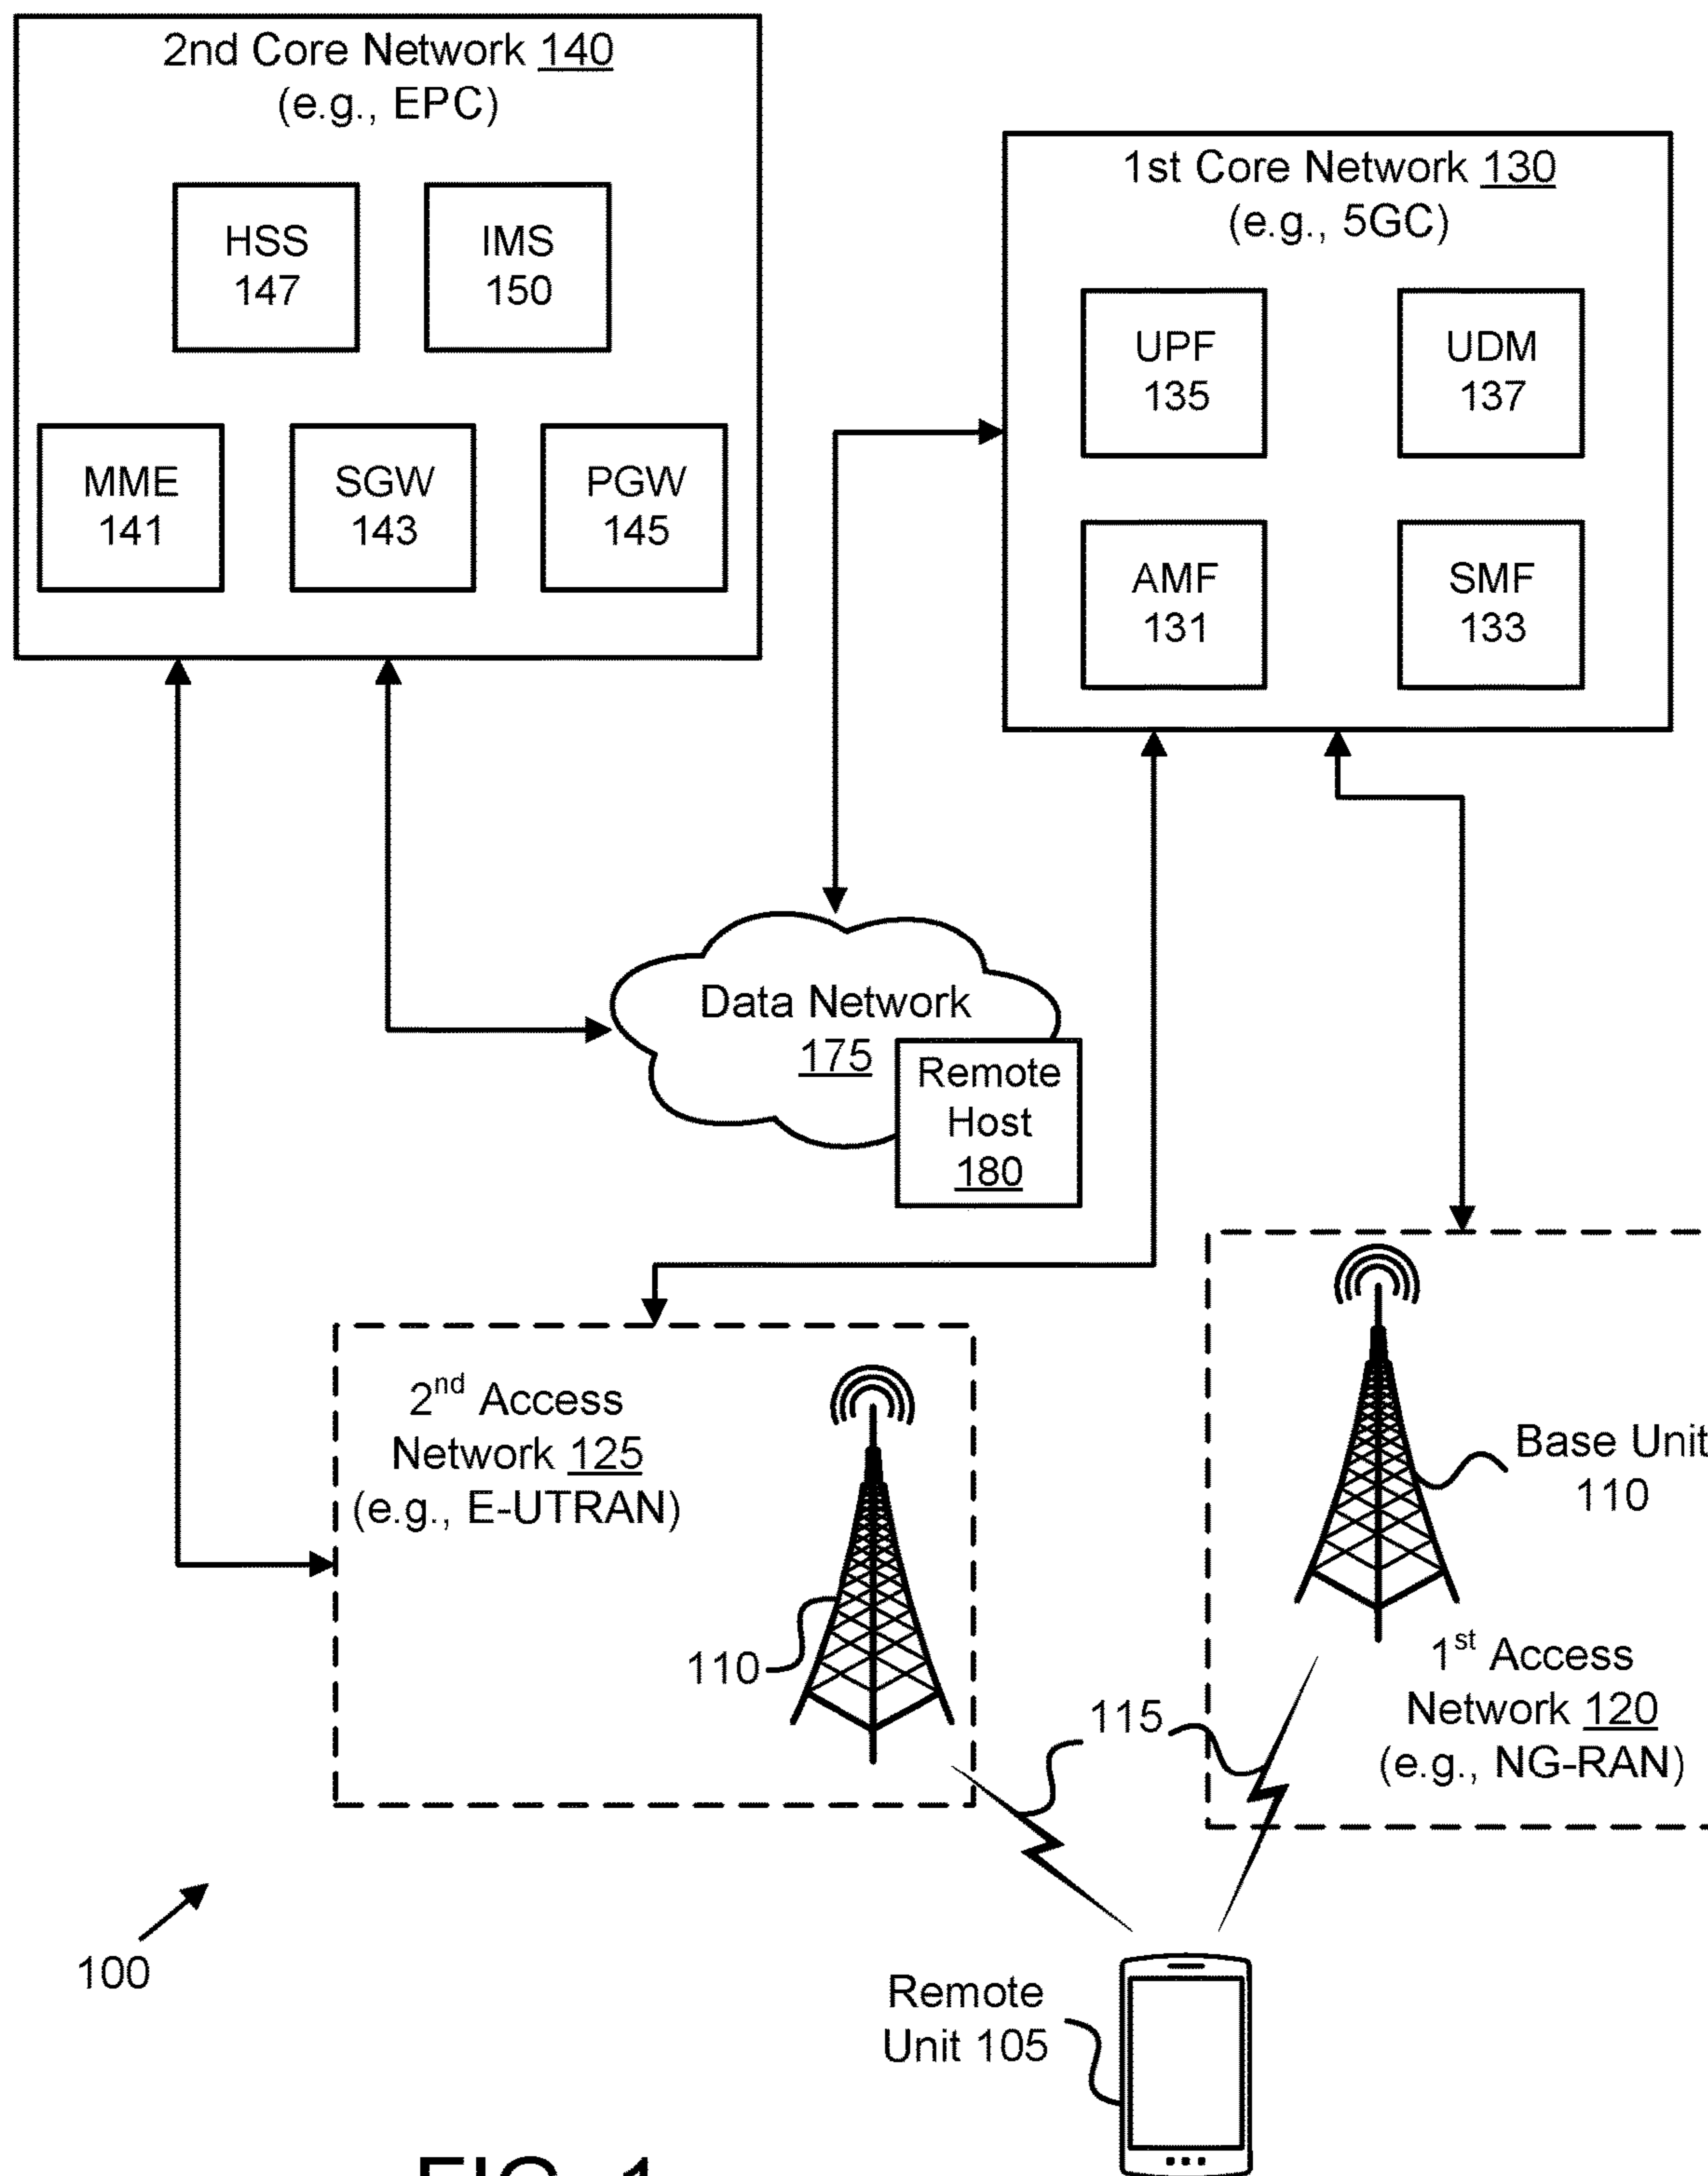 2nd Core Network 140
(e.g., EPC)
HSS
147
IMS
150
MME
141
SGW
143
PGW
145
1st Core Network 130
(e.g., 5GC)
UPF
135
UDM
137
AMF
131
SMF
133
Data Network
175
Remote
Host
180
2nd Access
Network 125
(e.g., E-UTRAN)
110
Base Unit
110
1st Access
Network 120
(e.g., NG-RAN)
115
100
Remote
Unit 105
FIG. 1